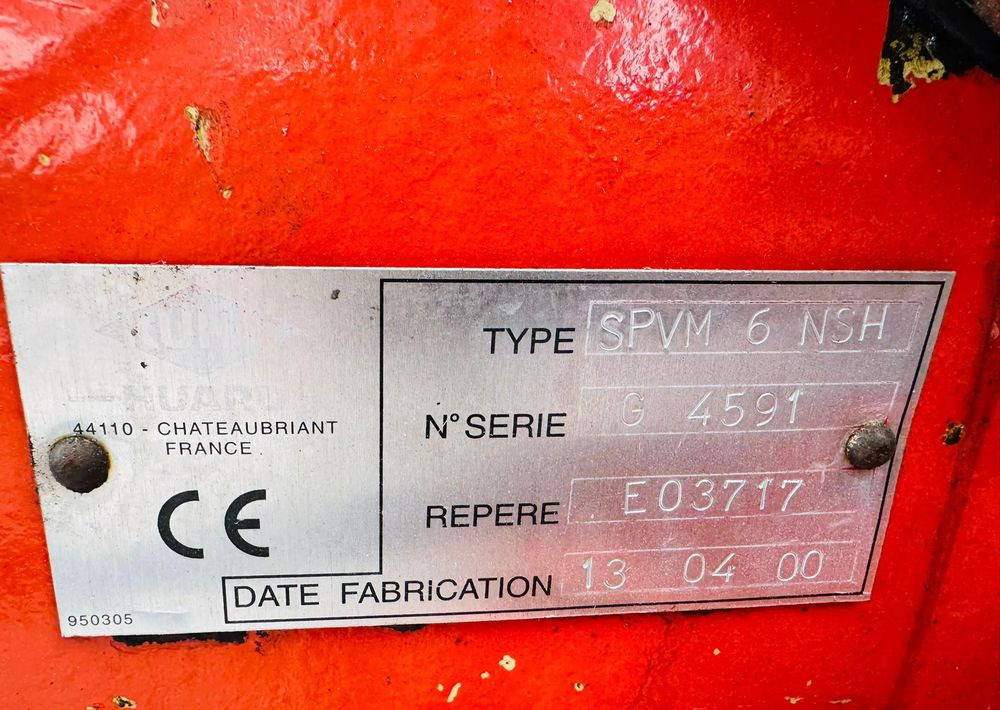 HUARD
44110 - CHATEAUBRIANT
FRANCE
CE
950305
TYPE SPVM 6 NSH
N° SERIE G 4591
REPERE E03717
DATE FABRICATION 13 04 00